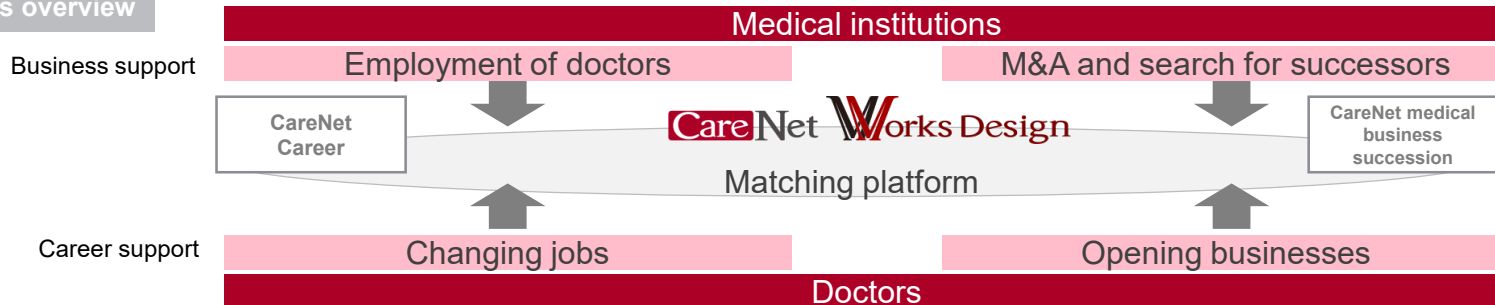 s overview
Medical institutions
Business support
Employment of doctors
M&A and search for successors
CareNet
Career
CareNet Works Design
CareNet medical
business
succession
Matching platform
Career support
Changing jobs
Opening businesses
Doctors